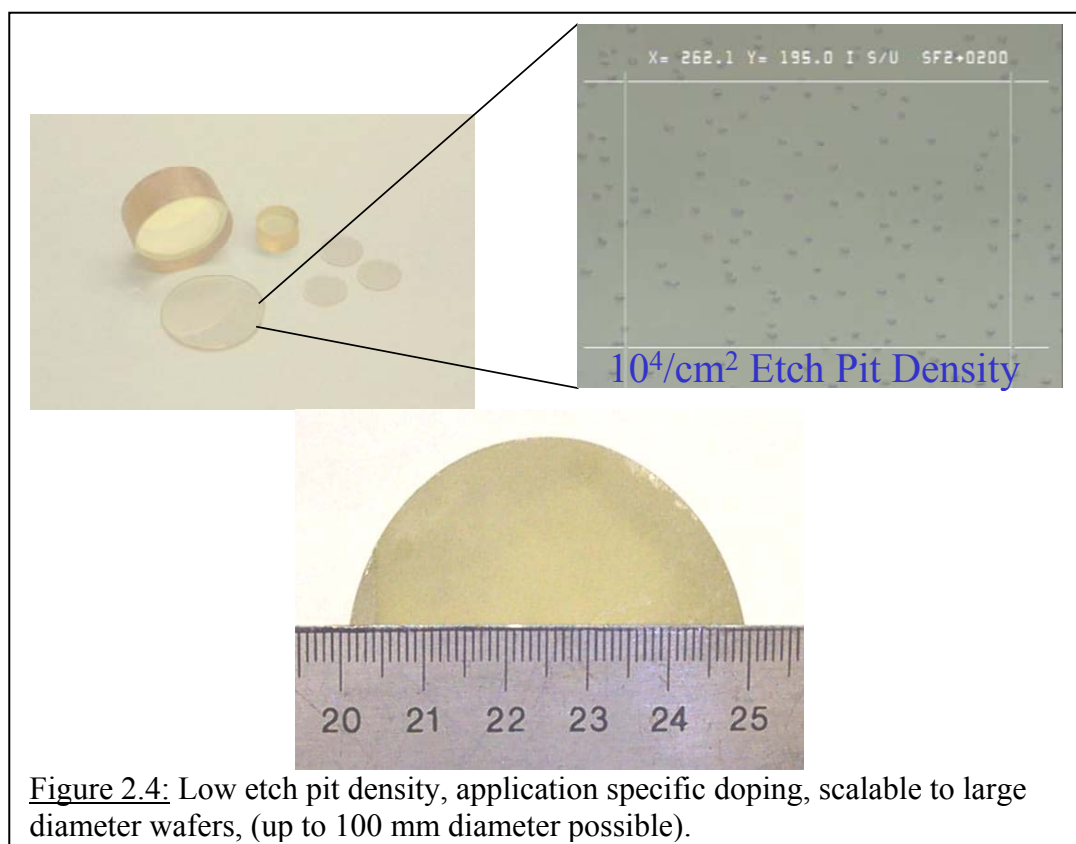 X= 262.1 Y= 195.0 I S/U SF2+0200
10⁴/cm² Etch Pit Density
20 21 22 23 24 25
Figure 2.4: Low etch pit density, application specific doping, scalable to large
diameter wafers, (up to 100 mm diameter possible).